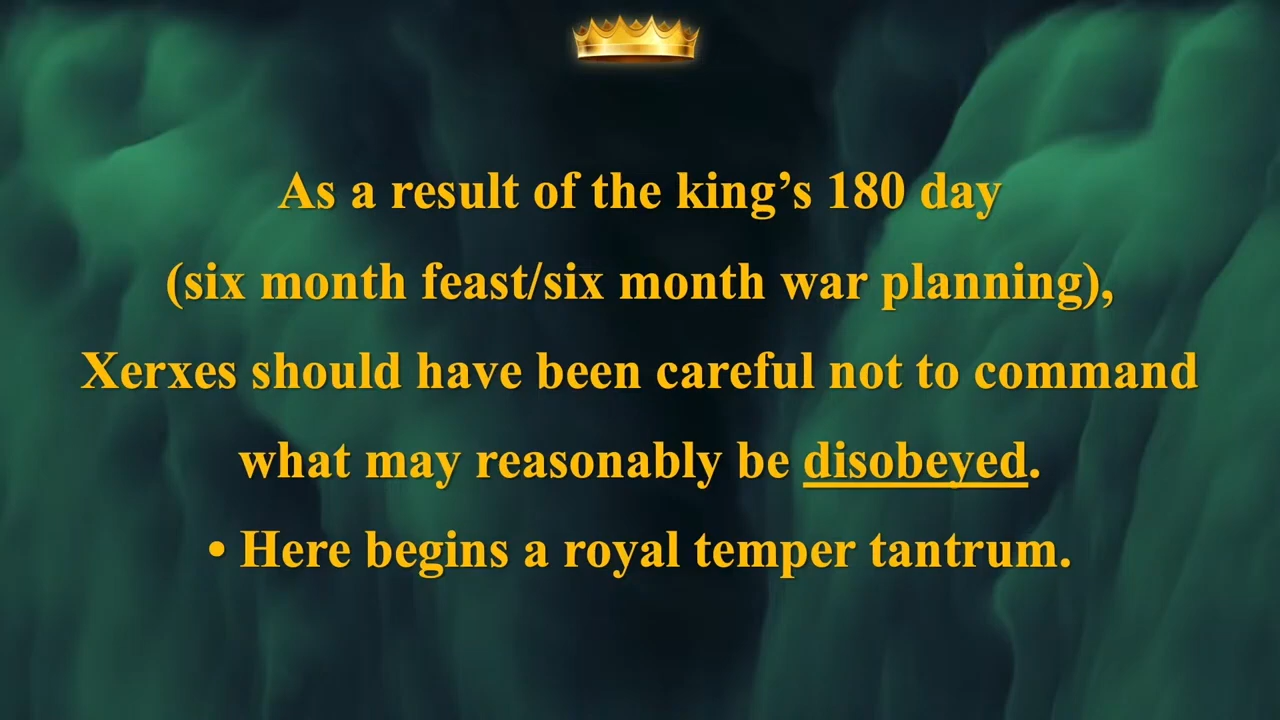 As a result of the king’s 180 day
(six month feast/six month war planning),
Xerxes should have been careful not to command
what may reasonably be disobeyed.
• Here begins a royal temper tantrum.